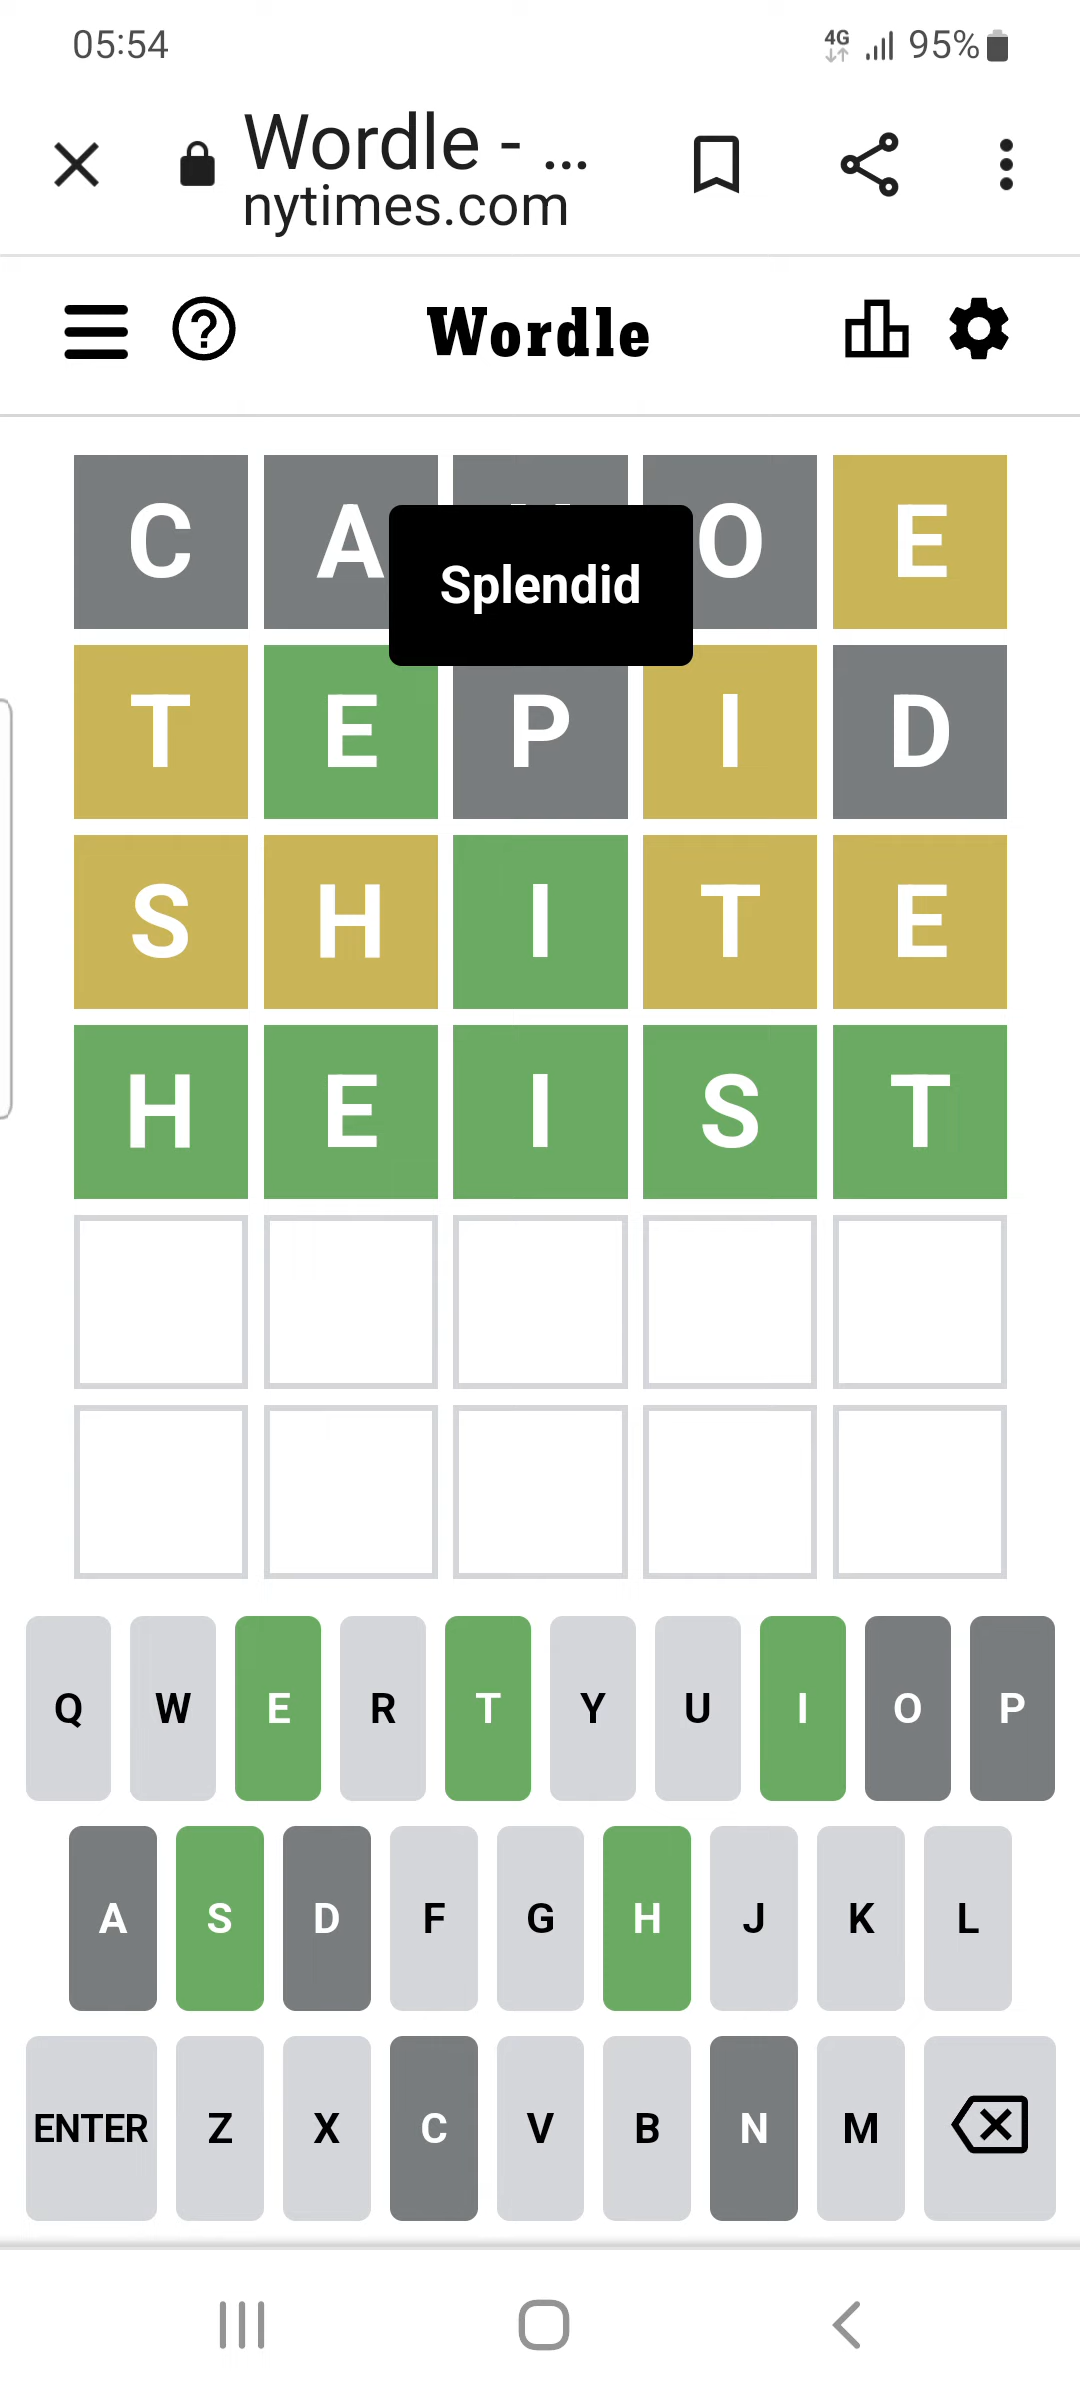 05:54 4G 95%
Wordle - ...
nytimes.com
Wordle
C A O E
Splendid
T E P I D
S H I T E
H E I S T
Q W E R T Y U I O P
A S D F G H J K L
ENTER Z X C V B N M